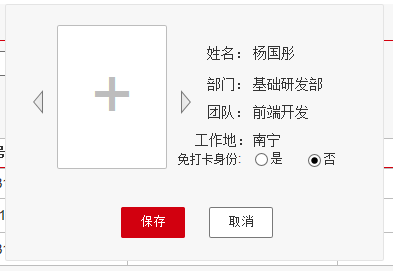 姓名：杨国彤
部门：基础研发部
团队：前端开发
工作地：南宁
免打卡身份: 是 否
保存 取消